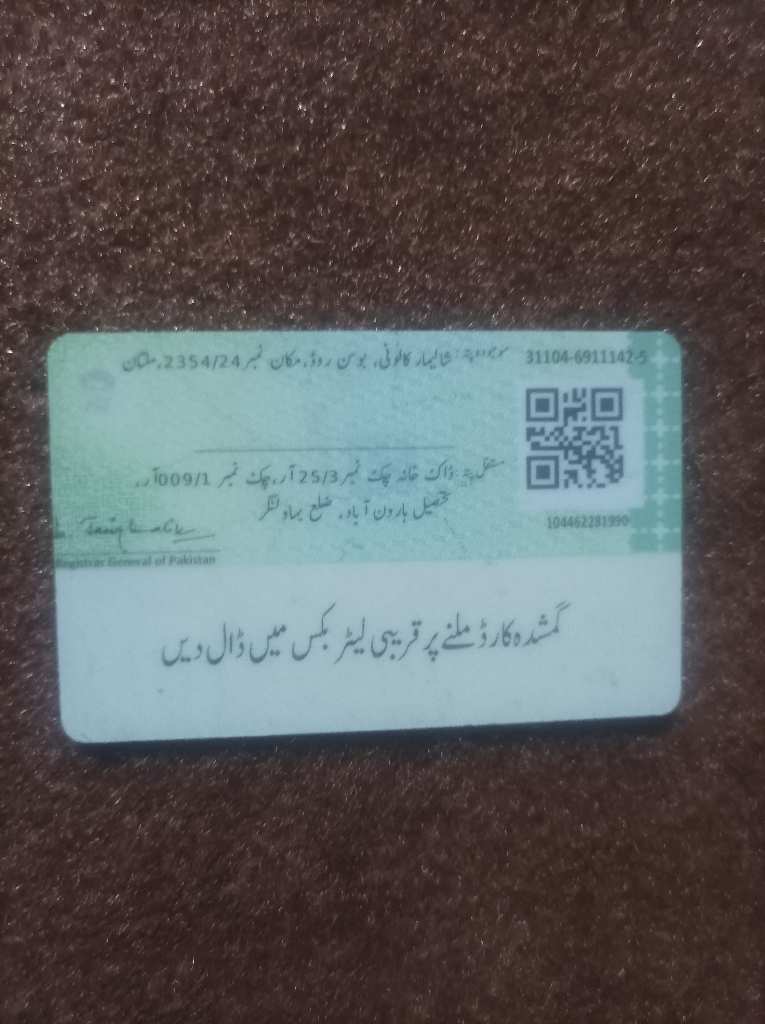 31104-6911142-5
موجودہ پتہ: شالیمار کالونی، بوسن روڈ، مکان نمبر 2354/24، ملتان
مستقل پتہ: ڈاک خانہ چک نمبر 25/3 آر، چک نمبر 009/1 آر،
تحصیل ہارون آباد، ضلع بہاولنگر
104462281990
Registrar General of Pakistan
گمشدہ کارڈ ملنے پر قریبی لیٹر بکس میں ڈال دیں